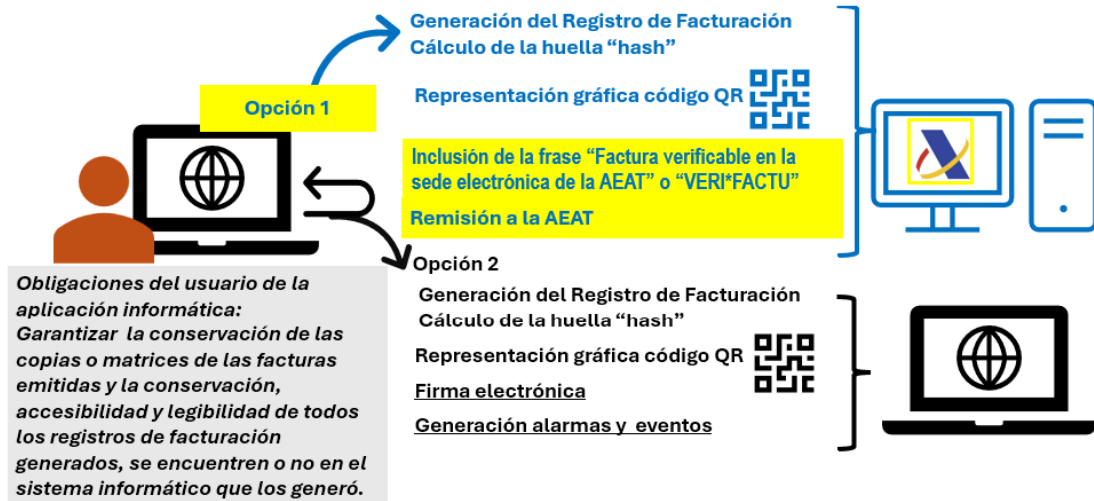 Generación del Registro de Facturación
Cálculo de la huella “hash”
Opción 1
Representación gráfica código QR
Inclusión de la frase “Factura verificable en la
sede electrónica de la AEAT” o “VERI*FACTU”
Remisión a la AEAT
Opción 2
Generación del Registro de Facturación
Cálculo de la huella “hash”
Representación gráfica código QR
Firma electrónica
Generación alarmas y eventos
Obligaciones del usuario de la
aplicación informática:
Garantizar la conservación de las
copias o matrices de las facturas
emitidas y la conservación,
accesibilidad y legibilidad de todos
los registros de facturación
generados, se encuentren o no en el
sistema informático que los generó.